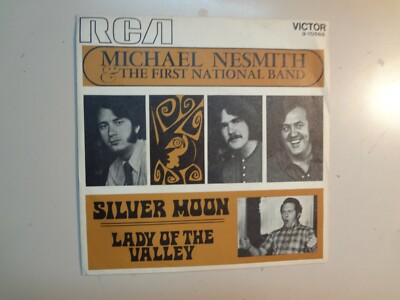 RCA
VICTOR
MICHAEL NESMITH
& THE FIRST NATIONAL BAND
SILVER MOON
LADY OF THE
VALLEY